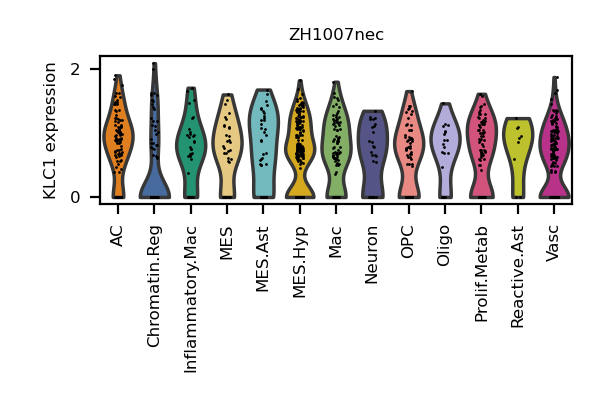 ZH1007nec
KLC1 expression
2
0
AC
Chromatin.Reg
Inflammatory.Mac
MES
MES.Ast
MES.Hyp
Mac
Neuron
OPC
Oligo
Prolif.Metab
Reactive.Ast
Vasc